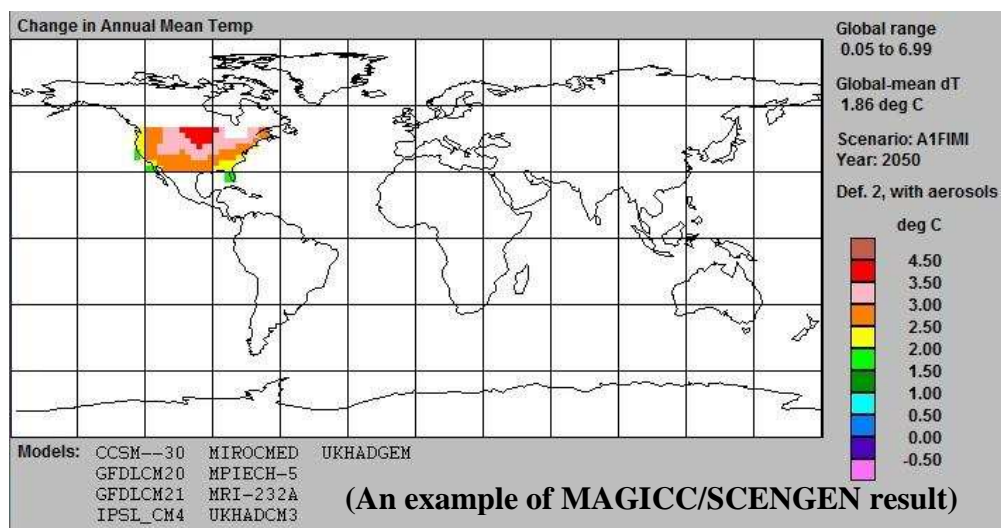 Change in Annual Mean Temp
Global range
0.05 to 6.99
Global-mean dT
1.86 deg C
Scenario: A1FIMI
Year: 2050
Def. 2, with aerosols
deg C
4.50
3.50
3.00
2.50
2.00
1.50
1.00
0.50
0.00
-0.50
Models: CCSM--30 MIROCMED UKHADGEM
GFDLCM20 MPIECH-5
GFDLCM21 MRI-232A
IPSL_CM4 UKHADCM3
(An example of MAGICC/SCENGEN result)